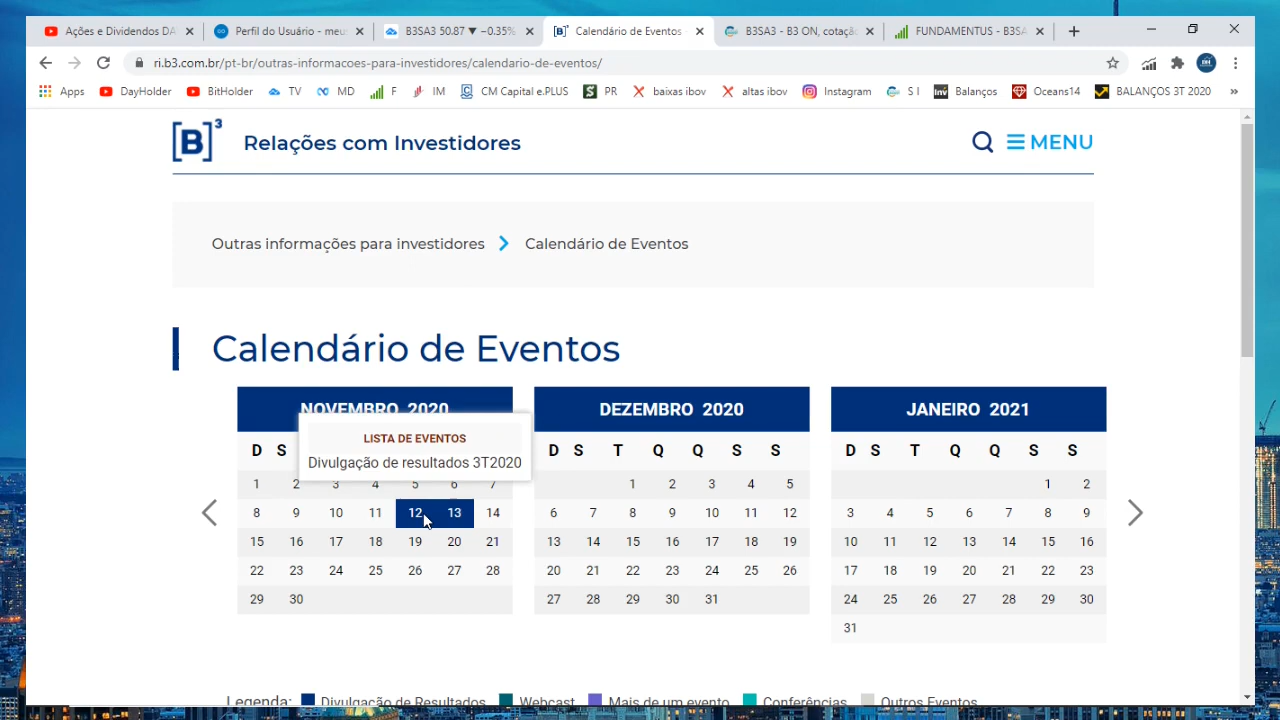 Ações e Dividendos DA
Perfil do Usuário - meu
B3SA3 50.87 ▼ −0.35%
Calendário de Eventos
B3SA3 - B3 ON, cotaçã
FUNDAMENTUS - B3SA
ri.b3.com.br/pt-br/outras-informacoes-para-investidores/calendario-de-eventos/
Apps DayHolder BitHolder TV MD F IM CM Capital e.PLUS PR baixas ibov altas ibov Instagram S I Balanços Oceans14 BALANÇOS 3T 2020 »
[B]³ Relações com Investidores MENU
Outras informações para investidores Calendário de Eventos
Calendário de Eventos
NOVEMBRO 2020
LISTA DE EVENTOS
Divulgação de resultados 3T2020
D S
1 2 3 4 5 6 7
8 9 10 11 12 13 14
15 16 17 18 19 20 21
22 23 24 25 26 27 28
29 30
DEZEMBRO 2020
D S T Q Q S S
1 2 3 4 5
6 7 8 9 10 11 12
13 14 15 16 17 18 19
20 21 22 23 24 25 26
27 28 29 30 31
JANEIRO 2021
D S T Q Q S S
1 2
3 4 5 6 7 8 9
10 11 12 13 14 15 16
17 18 19 20 21 22 23
24 25 26 27 28 29 30
31
Legenda: Divulgação de Resultados Webcast Mais de um evento Conferências Outros Eventos